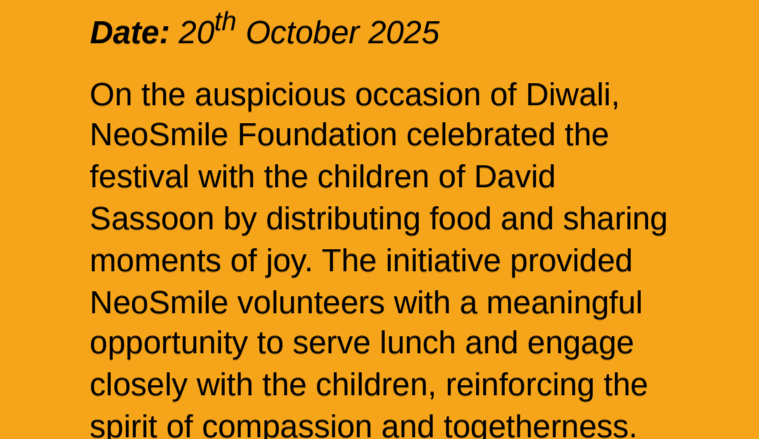 Date: 20th October 2025
On the auspicious occasion of Diwali,
NeoSmile Foundation celebrated the
festival with the children of David
Sassoon by distributing food and sharing
moments of joy. The initiative provided
NeoSmile volunteers with a meaningful
opportunity to serve lunch and engage
closely with the children, reinforcing the
spirit of compassion and togetherness.